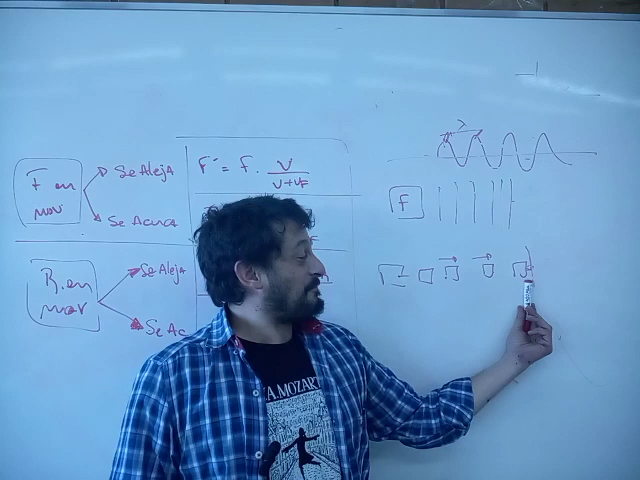 F en
mov
Se Aleja
Se Acerca
F' = f . V
V+VF
F
R. en
mov
Se Aleja
Se Ac
λ
F
A.MOZART